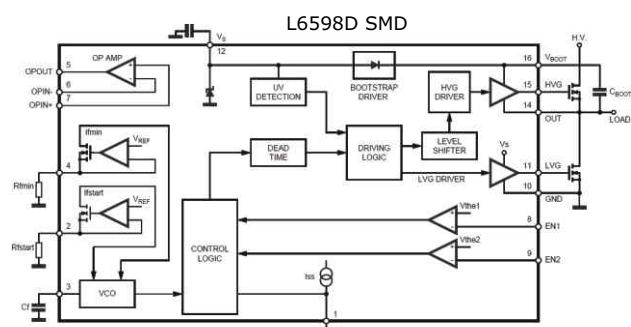 L6598D SMD
H.V.
VS
12
16
VBOOT
OP AMP
OPOUT
5
OPIN-
6
OPIN+
7
UV
DETECTION
BOOTSTRAP
DRIVER
HVG
DRIVER
15
HVG
CBOOT
14
OUT
LOAD
Ifmin
VREF
4
Rfmin
DEAD
TIME
DRIVING
LOGIC
LEVEL
SHIFTER
Vs
LVG DRIVER
11
LVG
10
GND
Ifstart
VREF
2
Rfstart
CONTROL
LOGIC
Vthe1
8
EN1
Vthe2
9
EN2
Iss
3
Cf
VCO
1